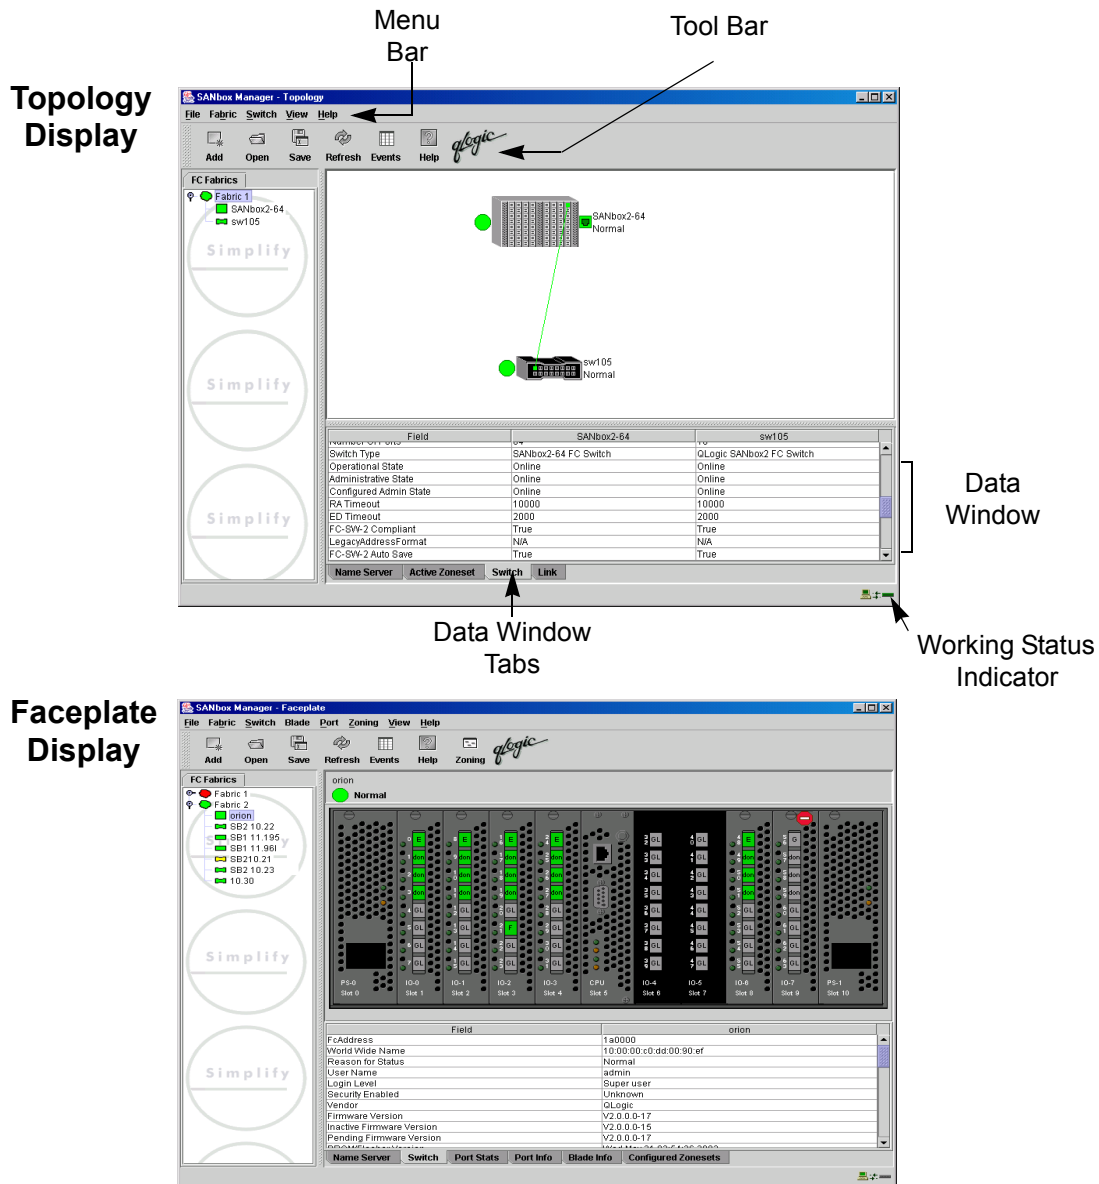 Menu
Bar
Tool Bar
Topology
Display
SANbox Manager - Topology
File Fabric Switch View Help
Add Open Save Refresh Events Help qlogic
FC Fabrics
Fabric 1
SANbox2-64
sw105
Simplify
Simplify
Simplify
SANbox2-64
Normal
sw105
Normal
Field SANbox2-64 sw105
Number Of Ports 64 16
Switch Type SANbox2-64 FC Switch QLogic SANbox2 FC Switch
Operational State Online Online
Administrative State Online Online
Configured Admin State Online Online
RA Timeout 10000 10000
ED Timeout 2000 2000
FC-SW-2 Compliant True True
LegacyAddressFormat N/A N/A
FC-SW-2 Auto Save True True
Name Server Active Zoneset Switch Link
Data
Window
Data Window
Tabs
Working Status
Indicator
Faceplate
Display
SANbox Manager - Faceplate
File Fabric Switch Blade Port Zoning View Help
Add Open Save Refresh Events Help Zoning qlogic
FC Fabrics
Fabric 1
Fabric 2
orion
SB2 10.22
SB1 11.195
SB1 11.96I
SB210.21
SB2 10.23
10.30
Simplify
Simplify
orion
Normal
PS-0 IO-0 IO-1 IO-2 IO-3 CPU IO-4 IO-5 IO-6 IO-7 PS-1
Slot 0 Slot 1 Slot 2 Slot 3 Slot 4 Slot 5 Slot 6 Slot 7 Slot 8 Slot 9 Slot 10
Field orion
FcAddress 1a0000
World Wide Name 10:00:00:c0:dd:00:90:ef
Reason for Status Normal
User Name admin
Login Level Super user
Security Enabled Unknown
Vendor QLogic
Firmware Version V2.0.0.0-17
Inactive Firmware Version V2.0.0.0-15
Pending Firmware Version V2.0.0.0-17
Name Server Switch Port Stats Port Info Blade Info Configured Zonesets